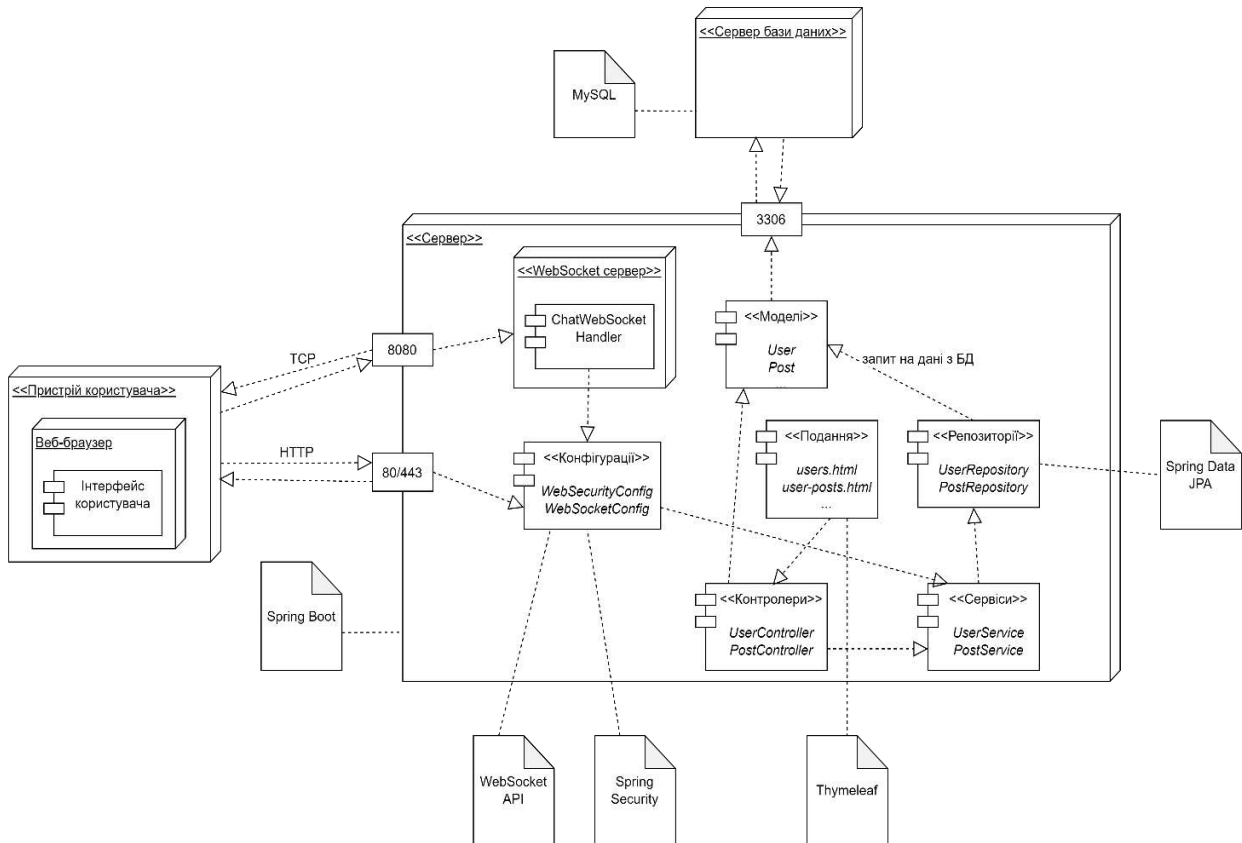 <<Сервер бази даних>>
MySQL
3306
<<Сервер>>
<<WebSocket сервер>>
ChatWebSocket
Handler
<<Моделі>>
User
Post
...
8080
TCP
запит на дані з БД
<<Пристрій користувача>>
Веб-браузер
Інтерфейс
користувача
HTTP
80/443
<<Конфігурації>>
WebSecurityConfig
WebSocketConfig
<<Подання>>
users.html
user-posts.html
...
<<Репозиторії>>
UserRepository
PostRepository
Spring Data
JPA
Spring Boot
<<Контролери>>
UserController
PostController
<<Сервіси>>
UserService
PostService
WebSocket
API
Spring
Security
Thymeleaf